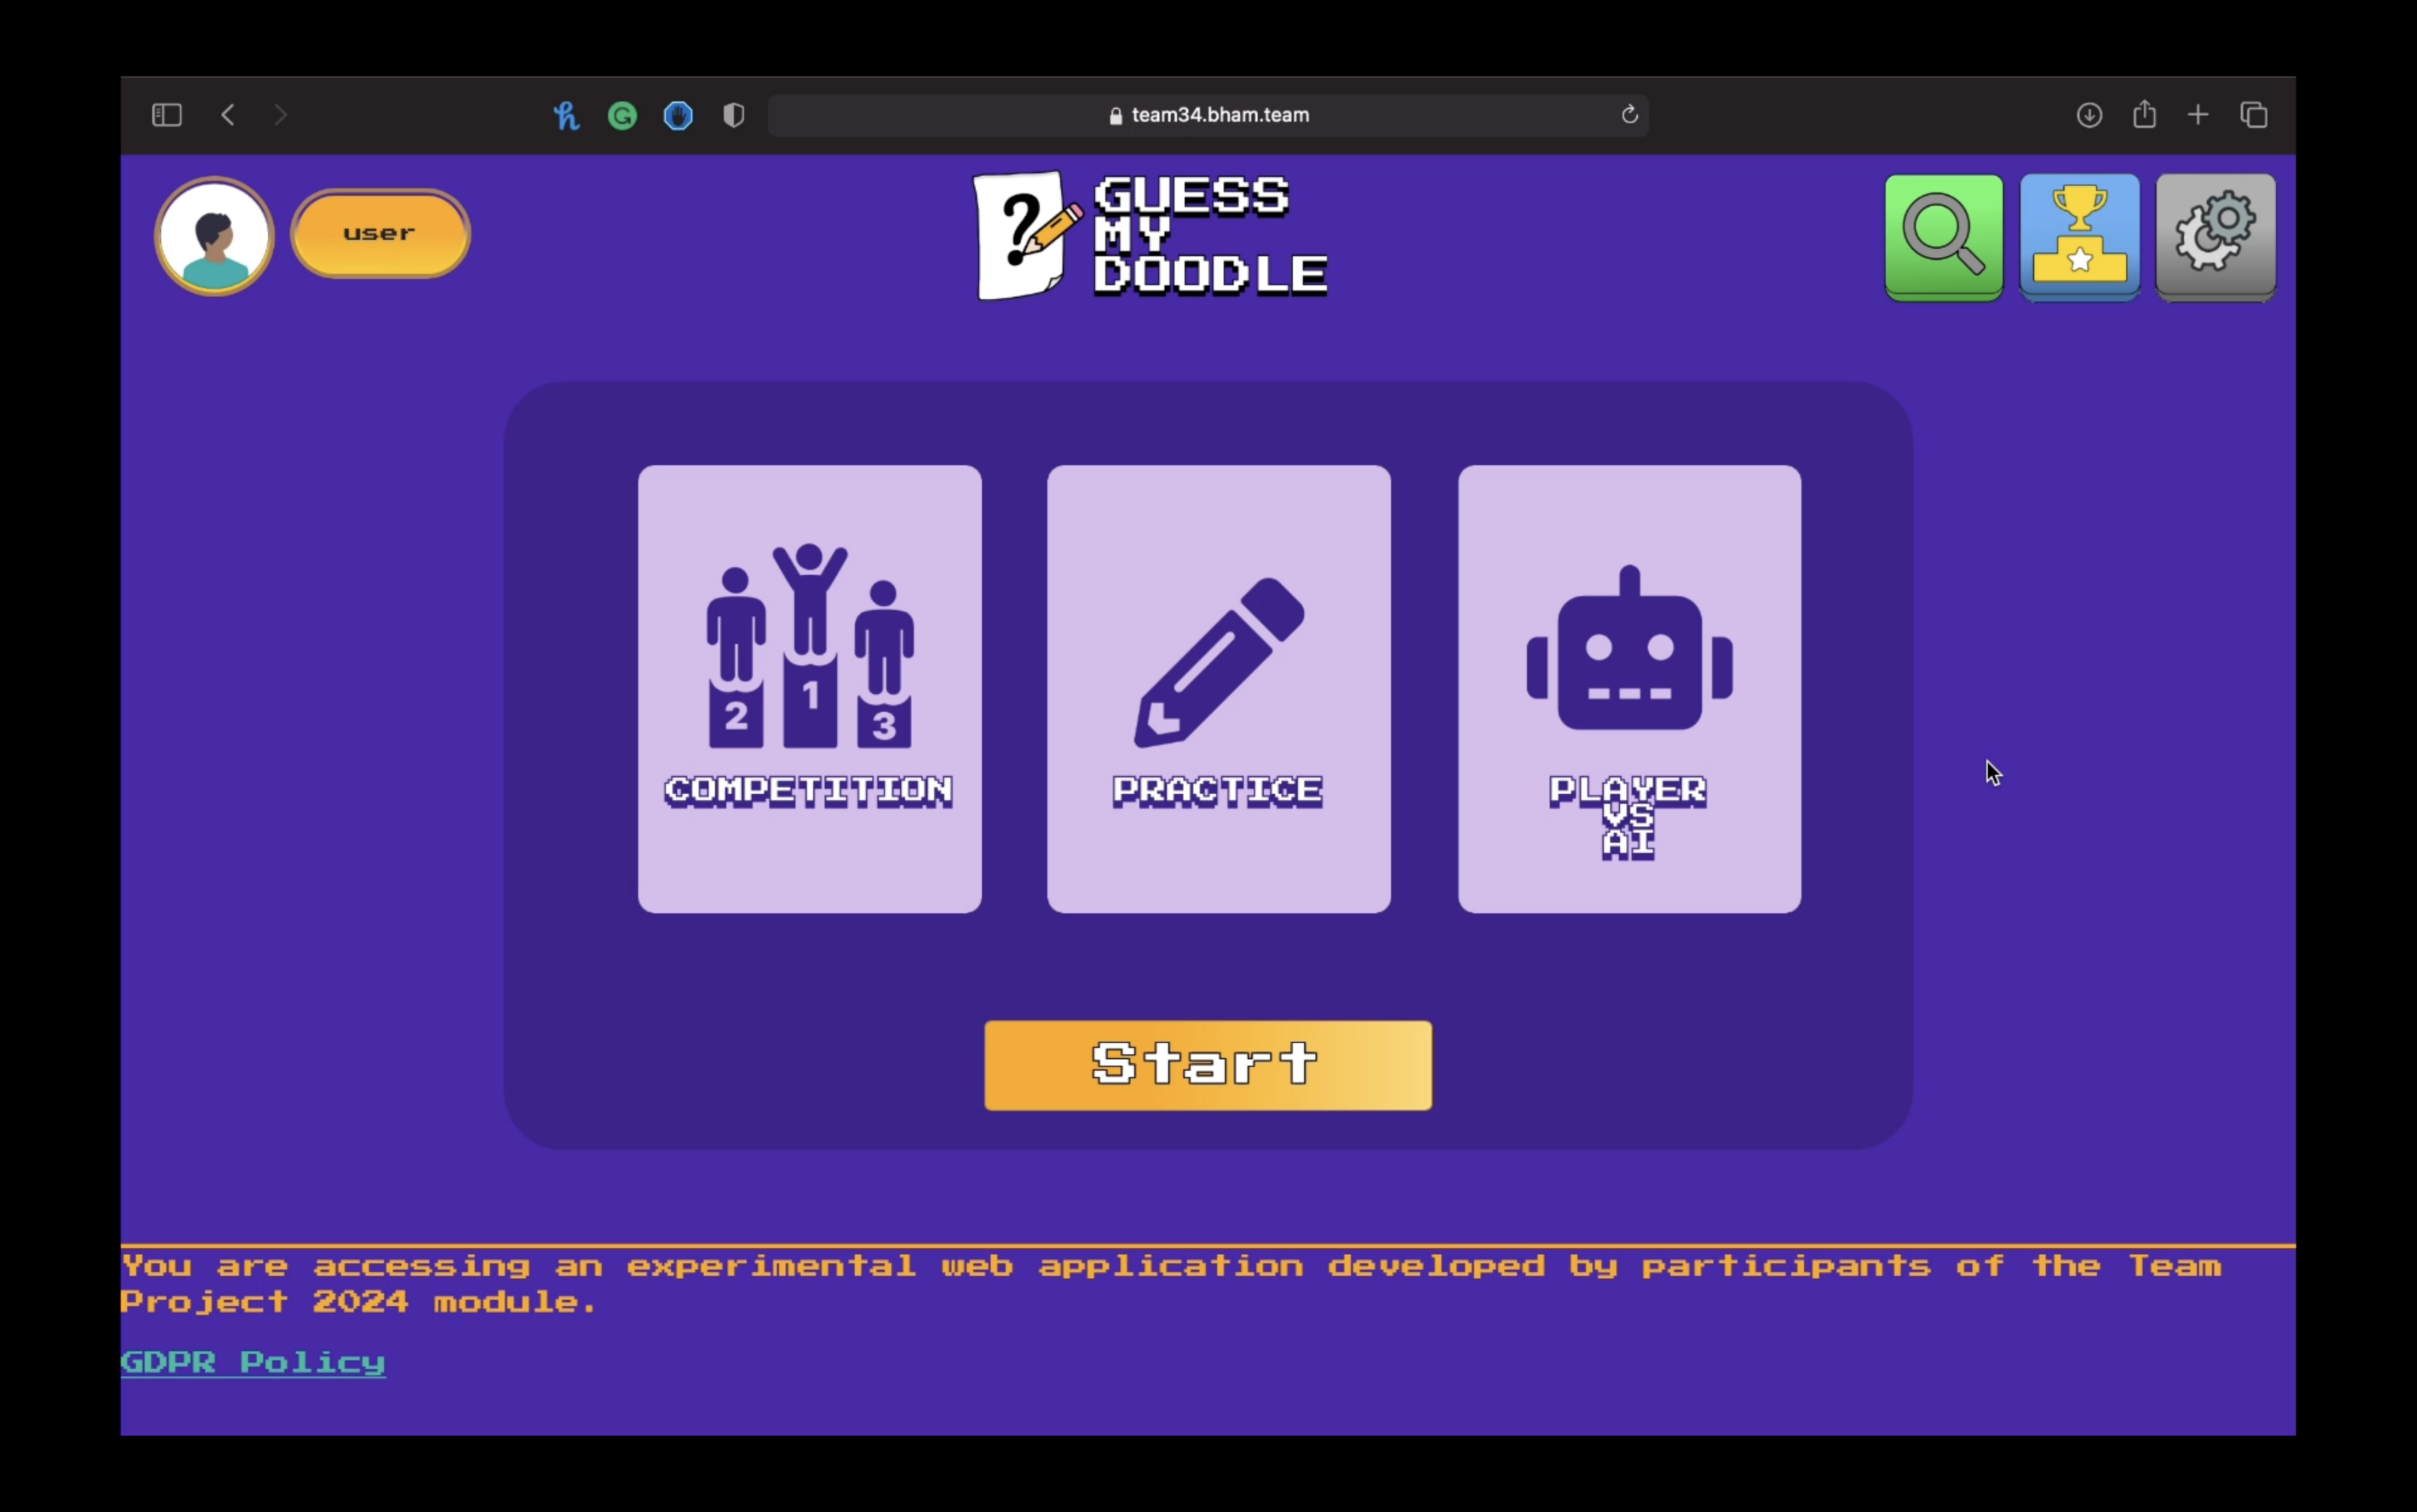 team34.bham.team
user
GUESS
MY
DOODLE
2
1
3
COMPETITION
PRACTICE
PLAYER
VS
AI
Start
You are accessing an experimental web application developed by participants of the Team
Project 2024 module.
GDPR Policy